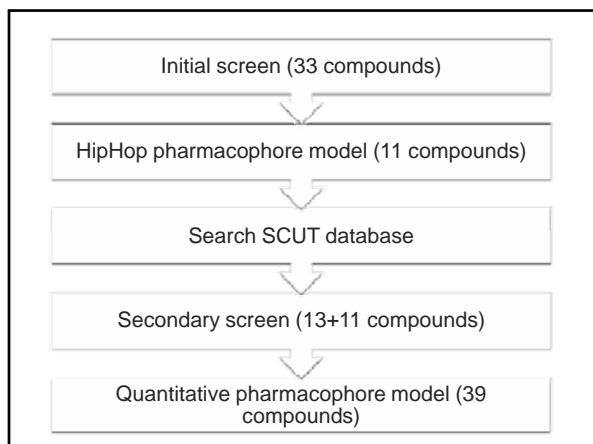 Initial screen (33 compounds)
HipHop pharmacophore model (11 compounds)
Search SCUT database
Secondary screen (13+11 compounds)
Quantitative pharmacophore model (39
compounds)